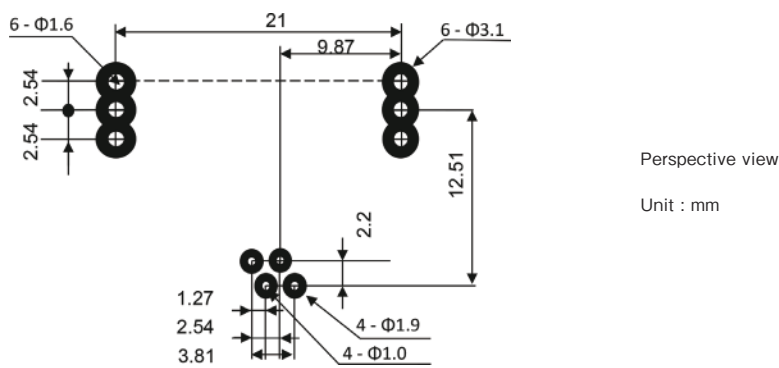 21
6 - Φ1.6
9.87
6 - Φ3.1
2.54
2.54
12.51
Perspective view
Unit : mm
2.2
1.27
2.54
3.81
4 - Φ1.9
4 - Φ1.0